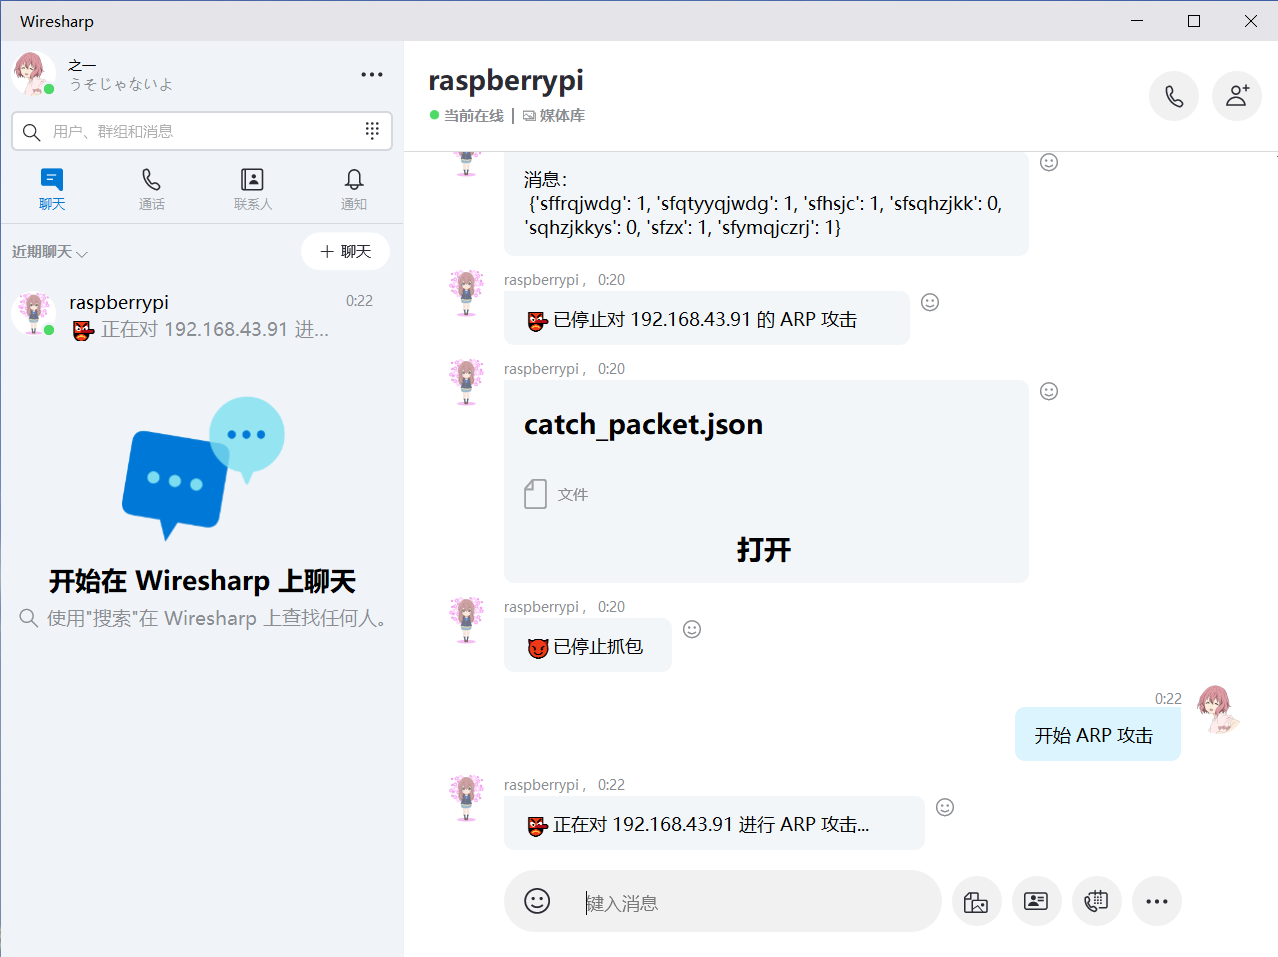 Wiresharp
之一
うそじゃないよ
用户、群组和消息
聊天
通话
联系人
通知
近期聊天
聊天
raspberrypi
0:22
正在对 192.168.43.91 进...
开始在 Wiresharp 上聊天
使用"搜索"在 Wiresharp 上查找任何人。
raspberrypi
当前在线 | 媒体库
消息：
{'sffrqjwdg': 1, 'sfqtyyqjwdg': 1, 'sfhsjc': 1, 'sfsqhzjkk': 0,
'sqhzjkkys': 0, 'sfzx': 1, 'sfymqjczrj': 1}
raspberrypi， 0:20
已停止对 192.168.43.91 的 ARP 攻击
raspberrypi， 0:20
catch_packet.json
文件
打开
raspberrypi， 0:20
已停止抓包
0:22
开始 ARP 攻击
raspberrypi， 0:22
正在对 192.168.43.91 进行 ARP 攻击...
键入消息